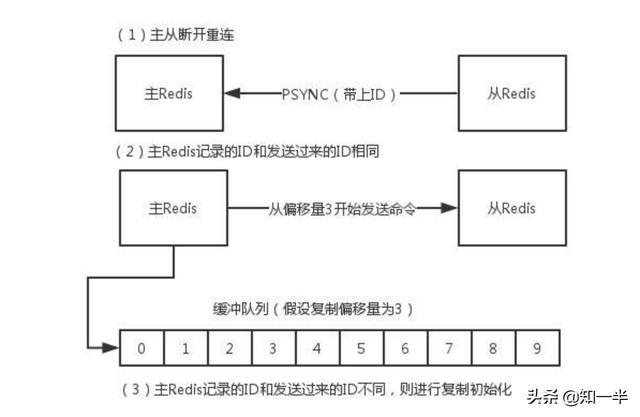 （1）主从断开重连
主Redis
PSYNC（带上ID）
从Redis
（2）主Redis记录的ID和发送过来的ID相同
主Redis
从偏移量3开始发送命令
从Redis
缓冲队列（假设复制偏移量为3）
0 1 2 3 4 5 6 7 8 9
（3）主Redis记录的ID和发送过来的ID不同，则进行复制初始化
头条 @知一半